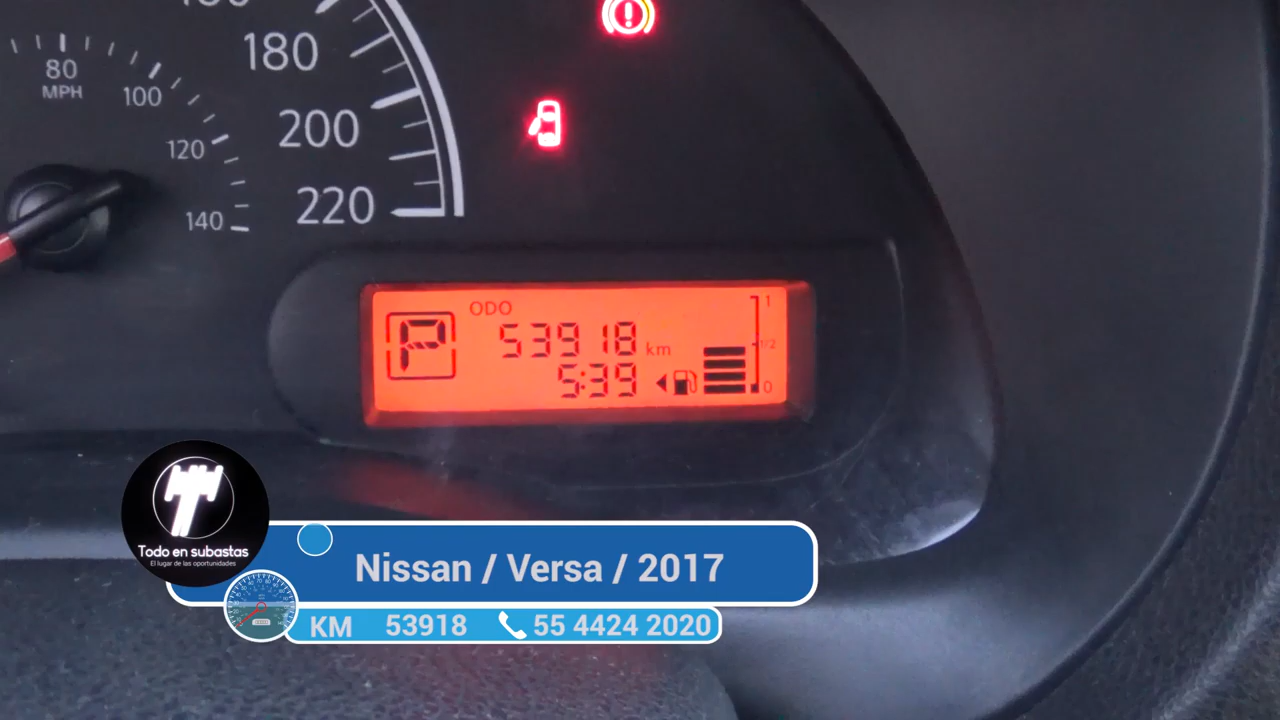 180
80
MPH
100
200
120
220
140
ODO
P
53918 km
5:39
1
1/2
0
Todo en subastas
El lugar de las oportunidades
Nissan / Versa / 2017
KM 53918 55 4424 2020